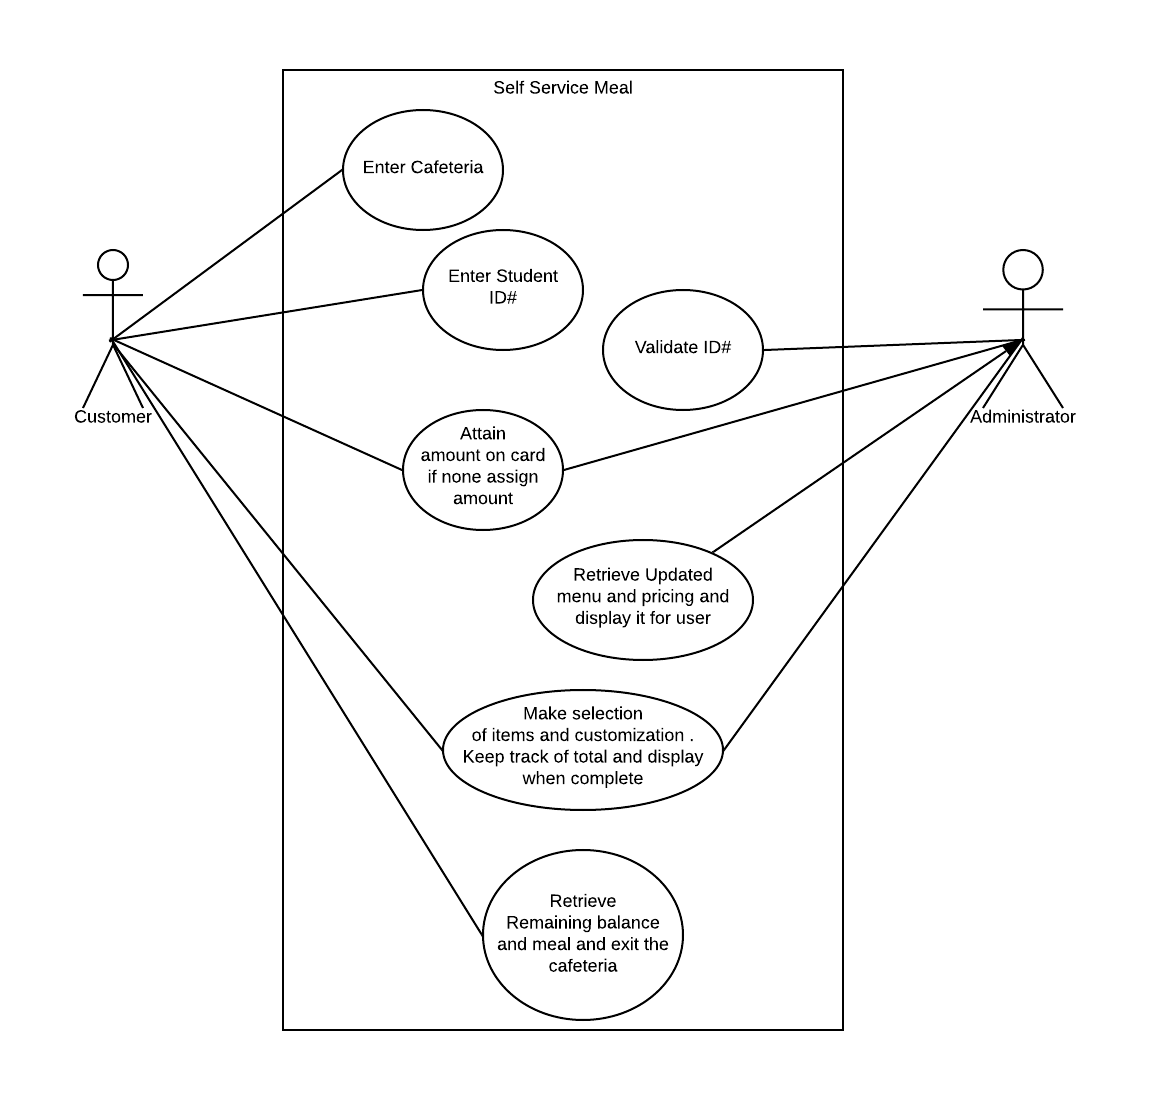 Self Service Meal
Enter Cafeteria
Enter Student
ID#
Validate ID#
Customer
Administrator
Attain
amount on card
if none assign
amount
Retrieve Updated
menu and pricing and
display it for user
Make selection
of items and customization .
Keep track of total and display
when complete
Retrieve
Remaining balance
and meal and exit the
cafeteria